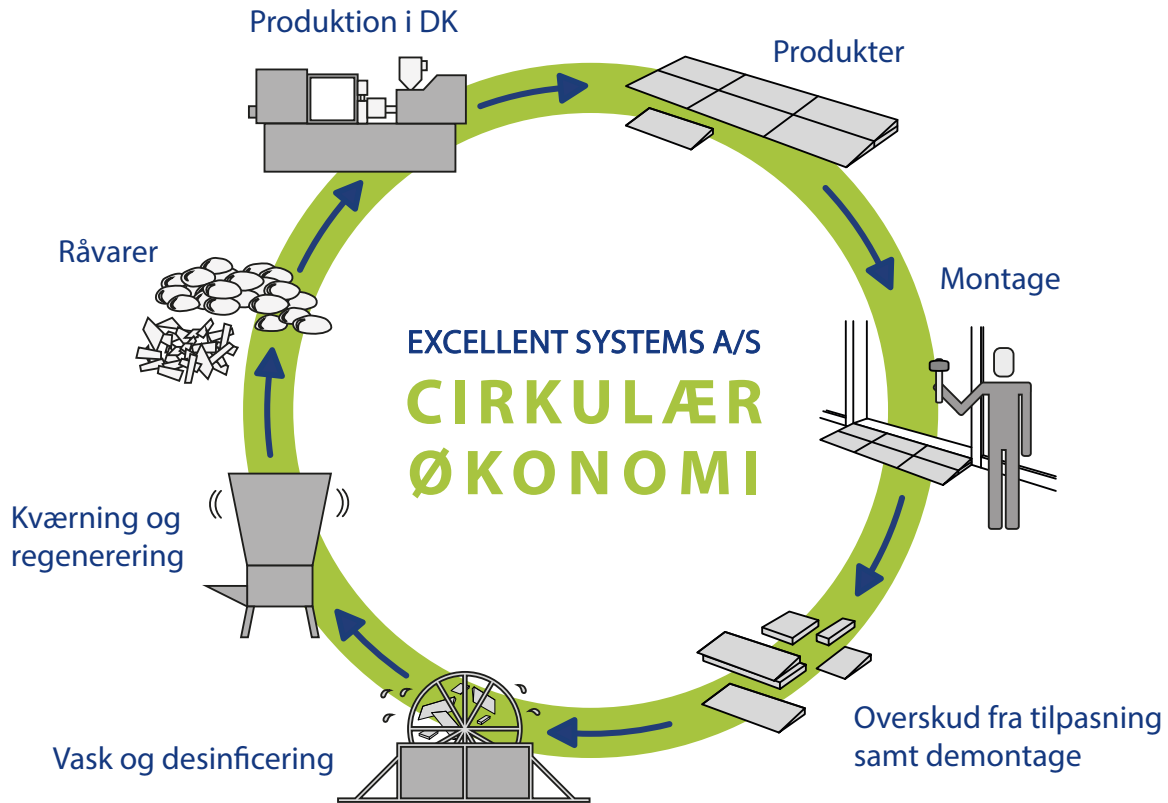 Produktion i DK
Produkter
Råvarer
Montage
EXCELLENT SYSTEMS A/S
CIRKULÆR
ØKONOMI
Kværning og
regenerering
Overskud fra tilpasning
samt demontage
Vask og desinficering